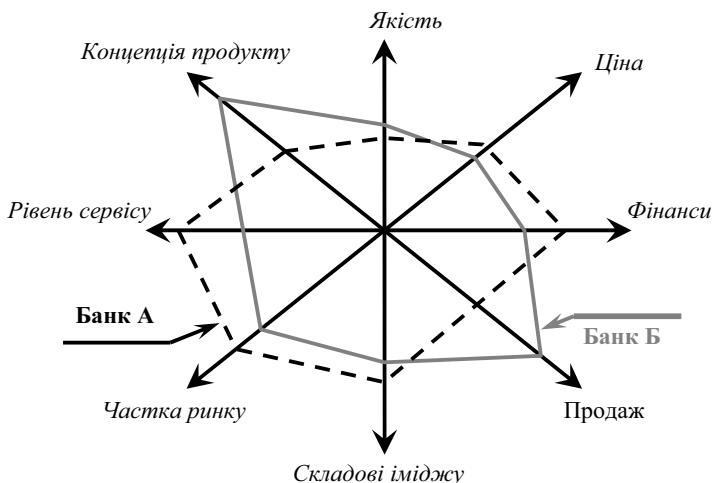 Якість
Концепція продукту
Ціна
Рівень сервісу
Фінанси
Банк А
Банк Б
Частка ринку
Продаж
Складові іміджу